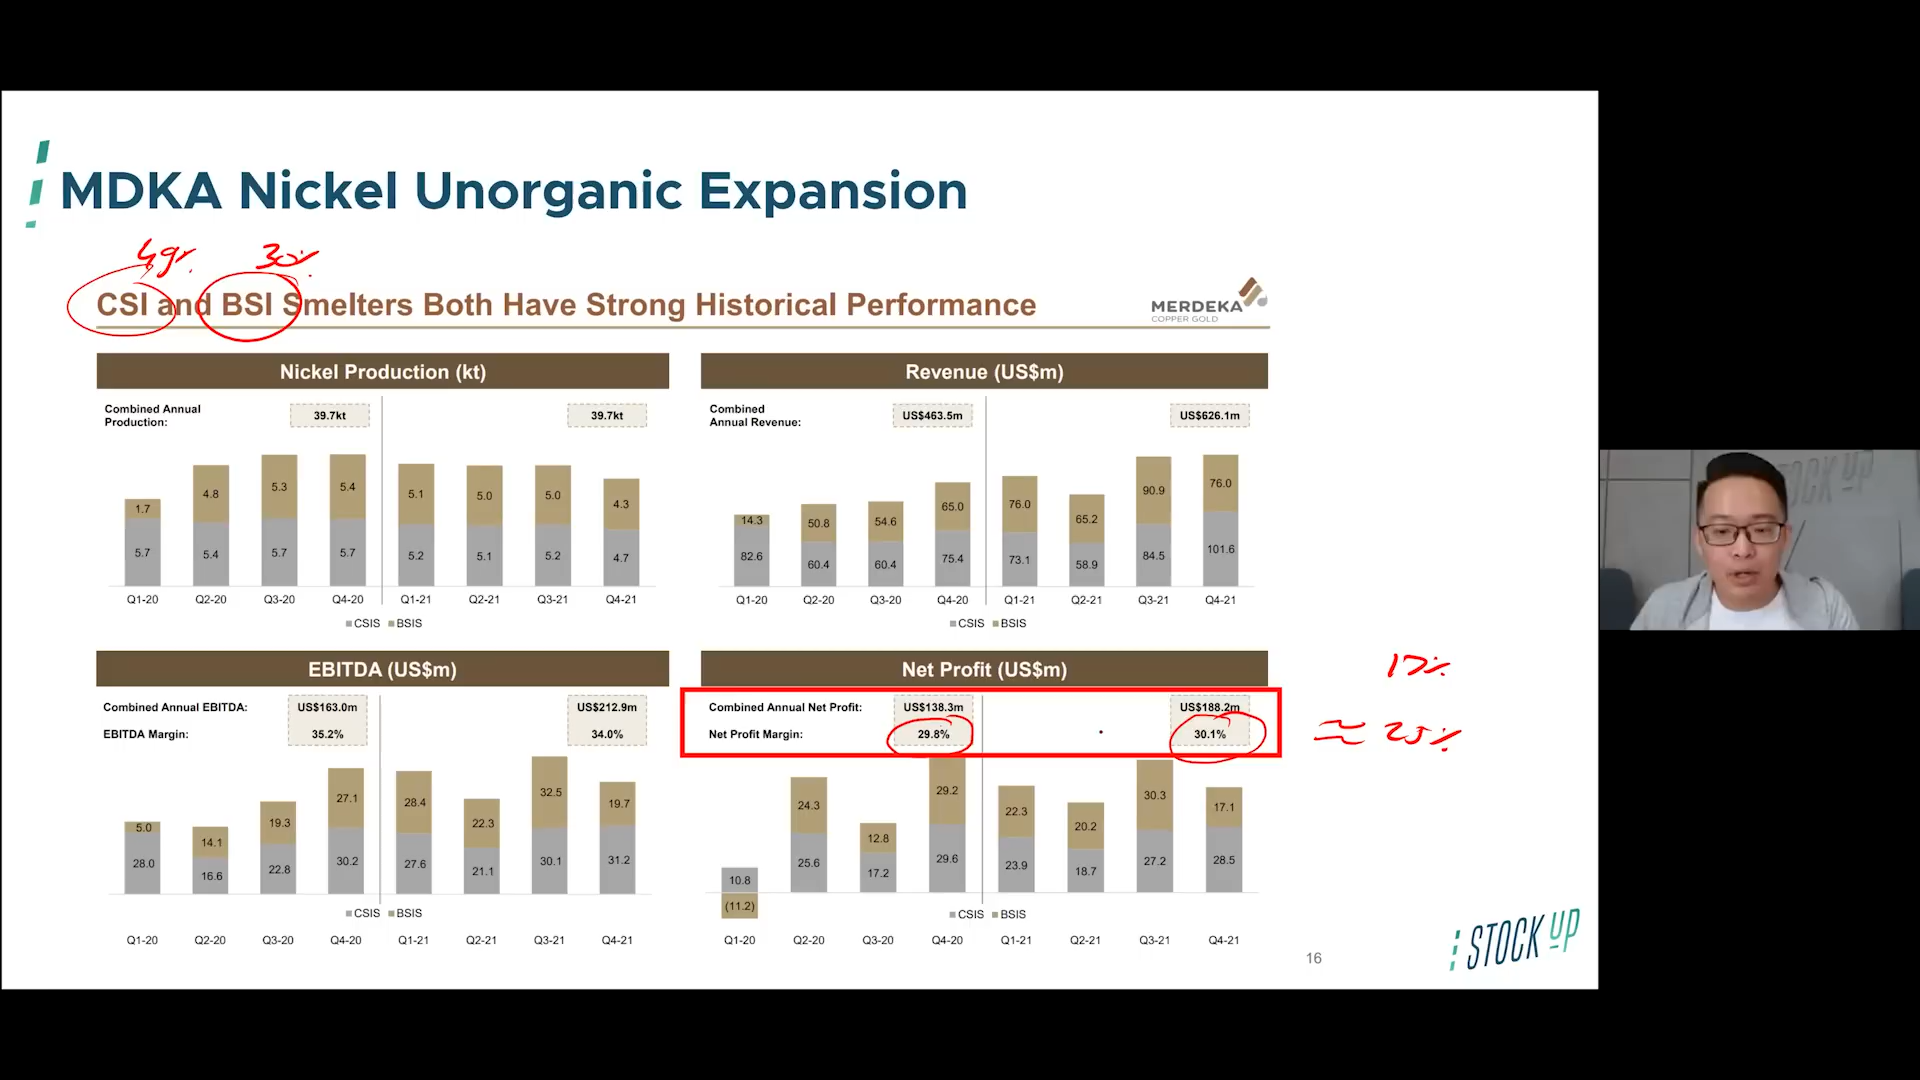 MDKA Nickel Unorganic Expansion
49% 30%
CSI and BSI Smelters Both Have Strong Historical Performance
MERDEKA
COPPER GOLD
Nickel Production (kt)
Combined Annual
Production:
39.7kt 39.7kt
1.7 4.8 5.3 5.4 5.1 5.0 5.0 4.3
5.7 5.4 5.7 5.7 5.2 5.1 5.2 4.7
Q1-20 Q2-20 Q3-20 Q4-20 Q1-21 Q2-21 Q3-21 Q4-21
CSIS BSIS
Revenue (US$m)
Combined
Annual Revenue:
US$463.5m US$626.1m
14.3 50.8 54.6 65.0 76.0 65.2 90.9 76.0
82.6 60.4 60.4 75.4 73.1 58.9 84.5 101.6
Q1-20 Q2-20 Q3-20 Q4-20 Q1-21 Q2-21 Q3-21 Q4-21
CSIS BSIS
EBITDA (US$m)
Combined Annual EBITDA: US$163.0m US$212.9m
EBITDA Margin: 35.2% 34.0%
5.0 14.1 19.3 27.1 28.4 22.3 32.5 19.7
28.0 16.6 22.8 30.2 27.6 21.1 30.1 31.2
CSIS BSIS
Q1-20 Q2-20 Q3-20 Q4-20 Q1-21 Q2-21 Q3-21 Q4-21
Net Profit (US$m)
Combined Annual Net Profit: US$138.3m US$188.2m
Net Profit Margin: 29.8% 30.1%
24.3 12.8 29.2 22.3 20.2 30.3 17.1
10.8 25.6 17.2 29.6 23.9 18.7 27.2 28.5
(11.2)
CSIS BSIS
Q1-20 Q2-20 Q3-20 Q4-20 Q1-21 Q2-21 Q3-21 Q4-21
17%
≈ 25%
16
STOCK UP
STOCK UP